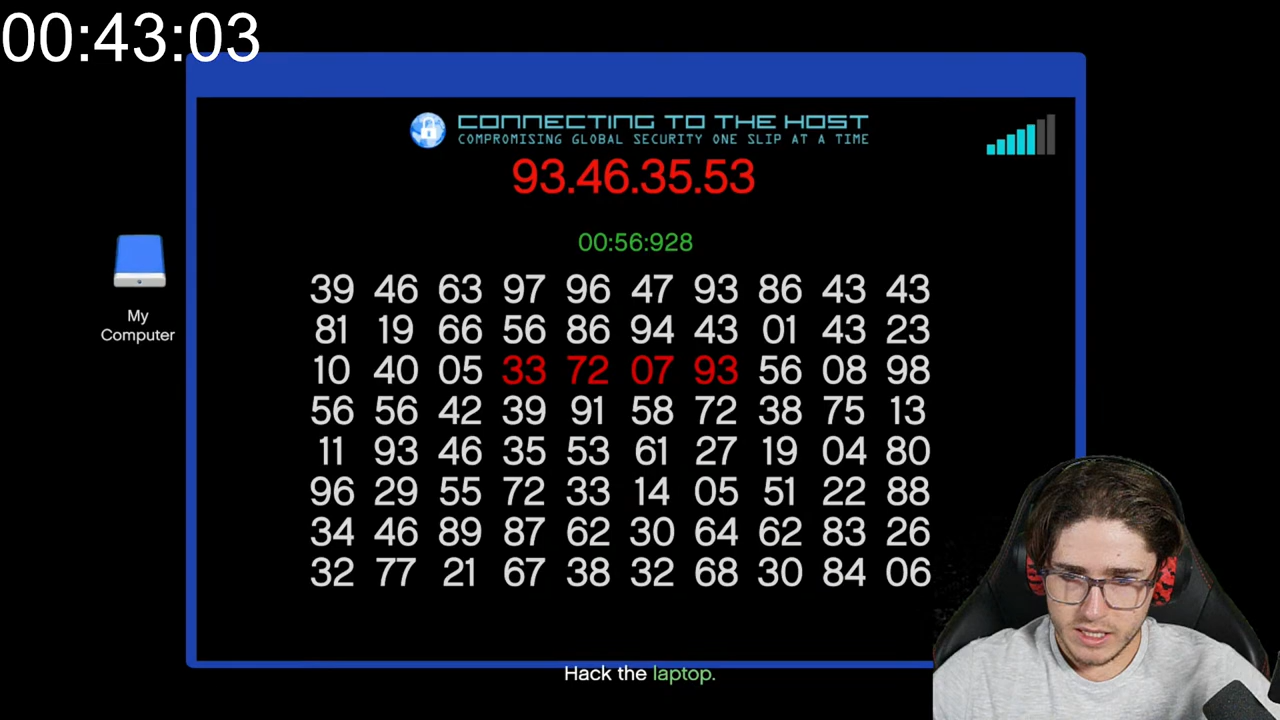 00:43:03
CONNECTING TO THE HOST
COMPROMISING GLOBAL SECURITY ONE SLIP AT A TIME
93.46.35.53
00:56:928
39 46 63 97 96 47 93 86 43 43
81 19 66 56 86 94 43 01 43 23
10 40 05 33 72 07 93 56 08 98
56 56 42 39 91 58 72 38 75 13
11 93 46 35 53 61 27 19 04 80
96 29 55 72 33 14 05 51 22 88
34 46 89 87 62 30 64 62 83 26
32 77 21 67 38 32 68 30 84 06
My
Computer
Hack the laptop.